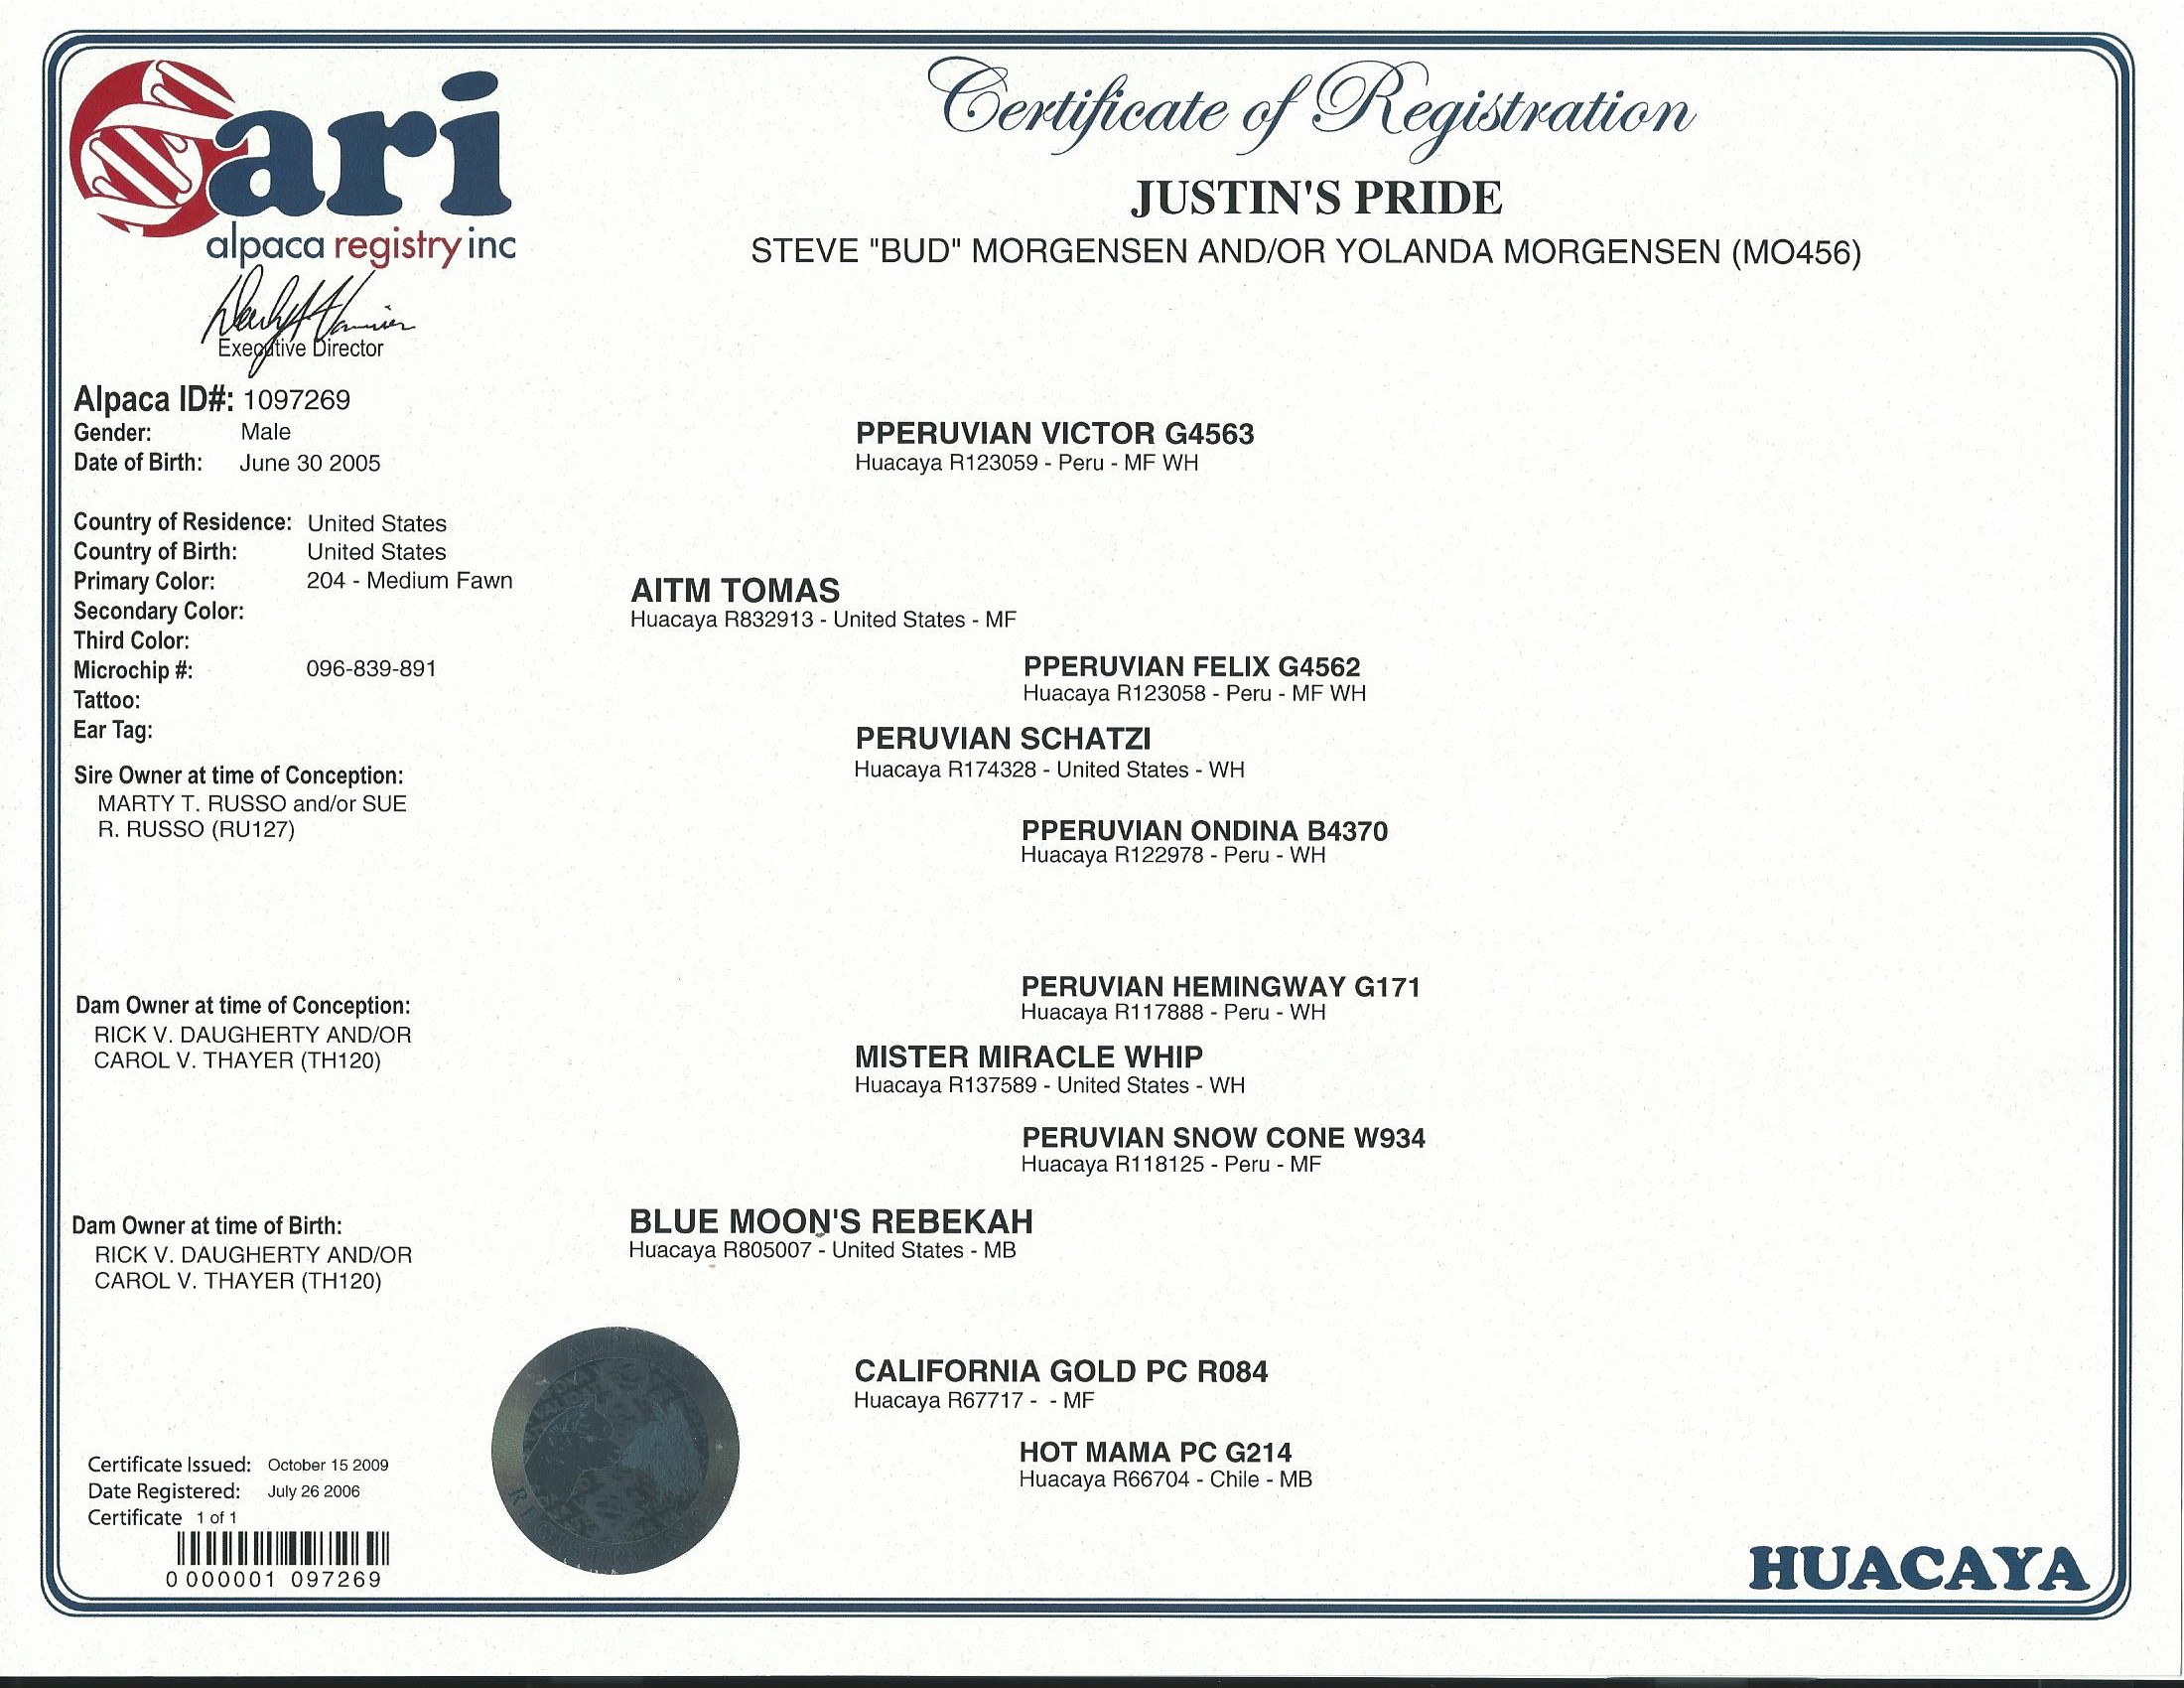 ari
alpaca registry inc
Certificate of Registration
JUSTIN'S PRIDE
STEVE "BUD" MORGENSEN AND/OR YOLANDA MORGENSEN (MO456)
Executive Director
Alpaca ID#: 1097269
Gender: Male
Date of Birth: June 30 2005
Country of Residence: United States
Country of Birth: United States
Primary Color: 204 - Medium Fawn
Secondary Color:
Third Color:
Microchip #: 096-839-891
Tattoo:
Ear Tag:
Sire Owner at time of Conception:
MARTY T. RUSSO and/or SUE
R. RUSSO (RU127)
Dam Owner at time of Conception:
RICK V. DAUGHERTY AND/OR
CAROL V. THAYER (TH120)
Dam Owner at time of Birth:
RICK V. DAUGHERTY AND/OR
CAROL V. THAYER (TH120)
Certificate Issued: October 15 2009
Date Registered: July 26 2006
Certificate 1 of 1
0 000001 097269
PPERUVIAN VICTOR G4563
Huacaya R123059 - Peru - MF WH
AITM TOMAS
Huacaya R832913 - United States - MF
PPERUVIAN FELIX G4562
Huacaya R123058 - Peru - MF WH
PERUVIAN SCHATZI
Huacaya R174328 - United States - WH
PPERUVIAN ONDINA B4370
Huacaya R122978 - Peru - WH
PERUVIAN HEMINGWAY G171
Huacaya R117888 - Peru - WH
MISTER MIRACLE WHIP
Huacaya R137589 - United States - WH
PERUVIAN SNOW CONE W934
Huacaya R118125 - Peru - MF
BLUE MOON'S REBEKAH
Huacaya R805007 - United States - MB
CALIFORNIA GOLD PC R084
Huacaya R67717 - - MF
HOT MAMA PC G214
Huacaya R66704 - Chile - MB
HUACAYA